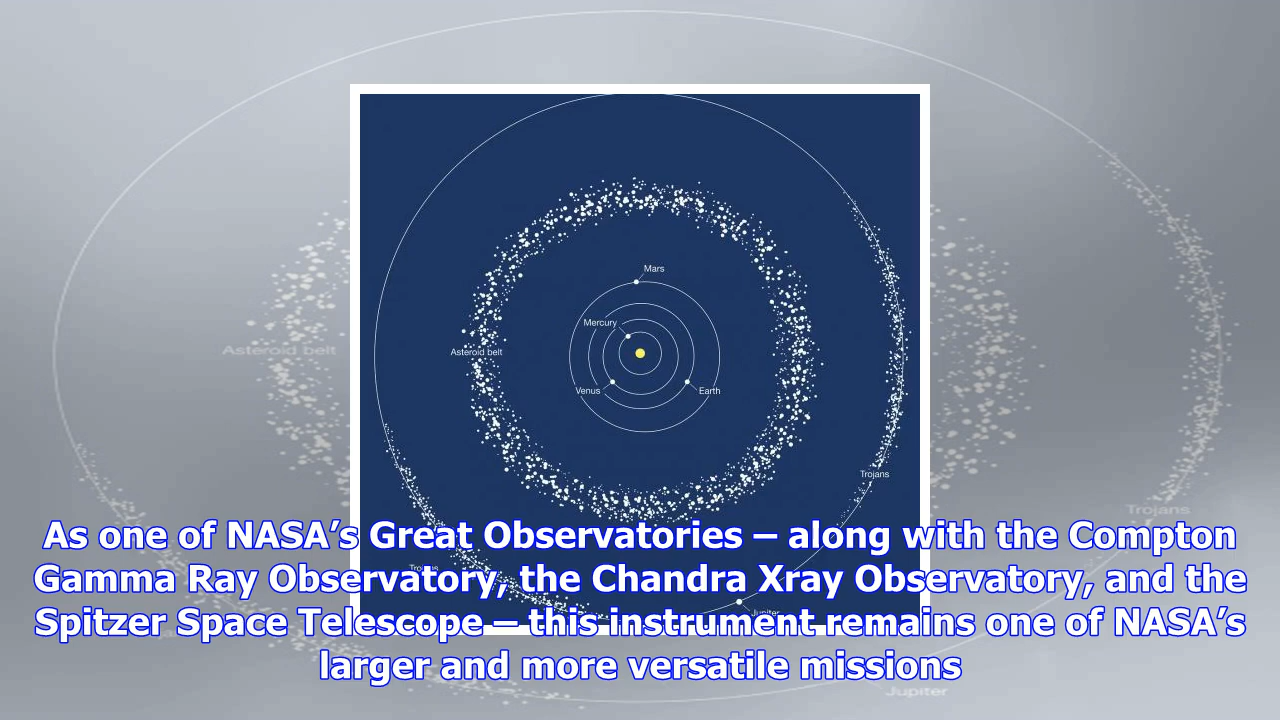 Mars
Mercury
Asteroid belt
Asteroid belt
Venus
Earth
Trojans
Trojans
As one of NASA’s Great Observatories – along with the Compton
Gamma Ray Observatory, the Chandra Xray Observatory, and the
Trojans
Spitzer Space Telescope – this instrument remains one of NASA’s
Jupiter
larger and more versatile missions
Jupiter